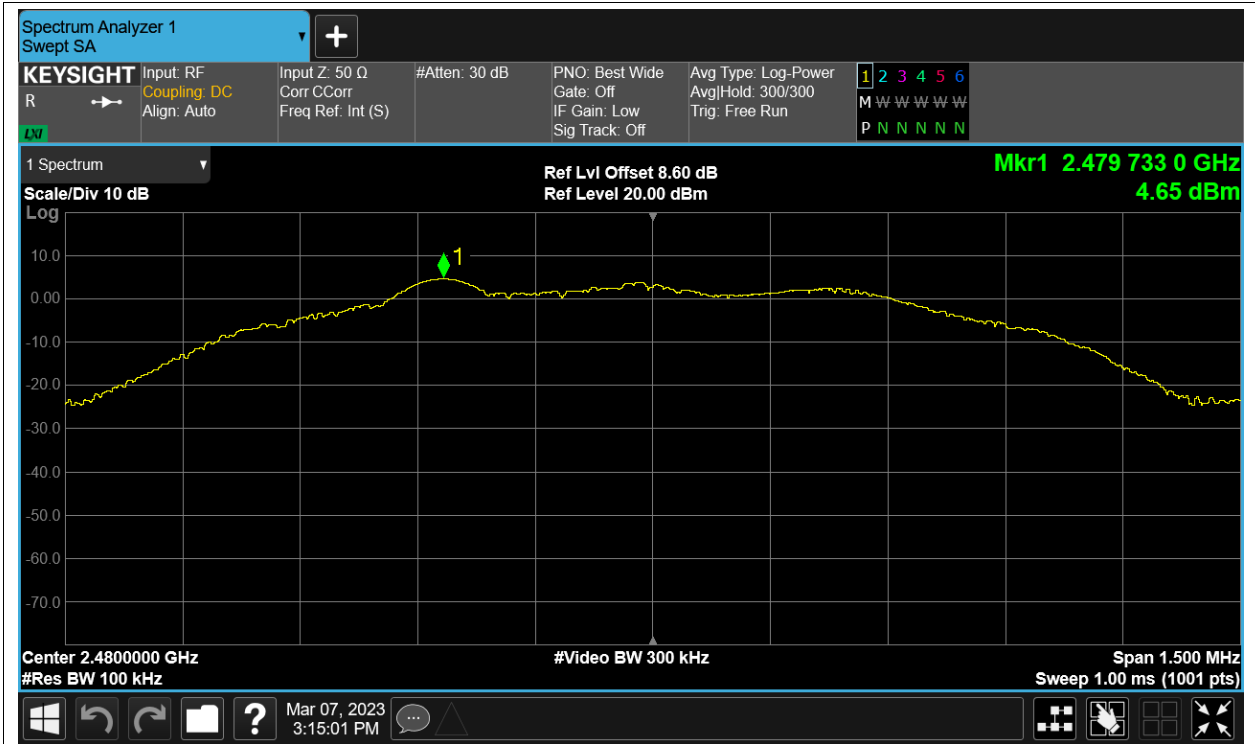 Spectrum Analyzer 1
Swept SA
KEYSIGHT
R
LXI
Input: RF
Coupling: DC
Align: Auto
Input Z: 50 Ω
Corr CCorr
Freq Ref: Int (S)
#Atten: 30 dB
PNO: Best Wide
Gate: Off
IF Gain: Low
Sig Track: Off
Avg Type: Log-Power
Avg|Hold: 300/300
Trig: Free Run
1 2 3 4 5 6
M W W W W W
P N N N N N
1 Spectrum
Scale/Div 10 dB
Log
Ref Lvl Offset 8.60 dB
Ref Level 20.00 dBm
Mkr1 2.479 733 0 GHz
4.65 dBm
1
10.0
0.00
-10.0
-20.0
-30.0
-40.0
-50.0
-60.0
-70.0
Center 2.4800000 GHz
#Res BW 100 kHz
#Video BW 300 kHz
Span 1.500 MHz
Sweep 1.00 ms (1001 pts)
?
Mar 07, 2023
3:15:01 PM